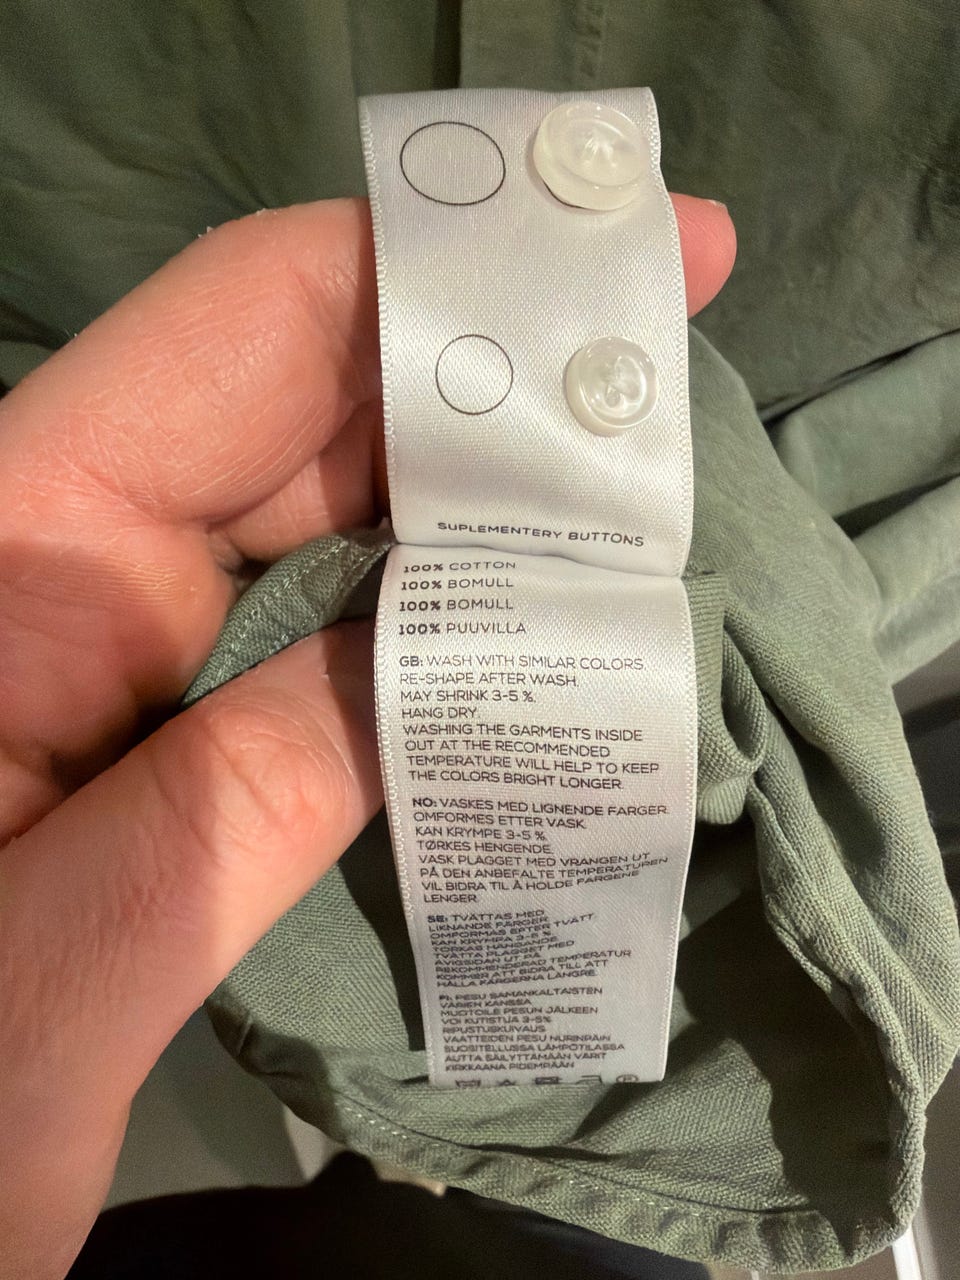 SUPLEMENTERY BUTTONS
100% COTTON
100% BOMULL
100% BOMULL
100% PUUVILLA
GB: WASH WITH SIMILAR COLORS
RE-SHAPE AFTER WASH.
MAY SHRINK 3-5 %.
HANG DRY.
WASHING THE GARMENTS INSIDE
OUT AT THE RECOMMENDED
TEMPERATURE WILL HELP TO KEEP
THE COLORS BRIGHT LONGER.
NO: VASKES MED LIGNENDE FARGER.
OMFORMES ETTER VASK.
KAN KRYMPE 3-5 %.
TØRKES HENGENDE.
VASK PLAGGET MED VRANGEN UT
PÅ DEN ANBEFALTE TEMPERATUREN
VIL BIDRA TIL Å HOLDE FARGENE
LENGER.
SE: TVÄTTAS MED
LIKNANDE FÄRGER.
OMFORMAS EFTER TVÄTT
KAN KRYMPA 3-5 %.
TORKAS HÄNGANDE.
TVÄTTA PLAGGET MED
AVIGSIDAN UT PÅ
REKOMMENDERAD TEMPERATUR
KOMMER ATT BIDRA TILL ATT
HÅLLA FÄRGERNA LÄNGRE.
FI: PESU SAMANKALTAISTEN
VÄRIEN KANSSA
MUOTOILE PESUN JÄLKEEN
VOI KUTISTUA 3-5%
RIPUSTUSKUIVAUS
VAATTEIDEN PESU NURINPÄIN
SUOSITELLUSSA LÄMPÖTILASSA
AUTTA SÄILYTTÄMÄÄN VÄRIT
KIRKKAANA PIDEMPÄÄN